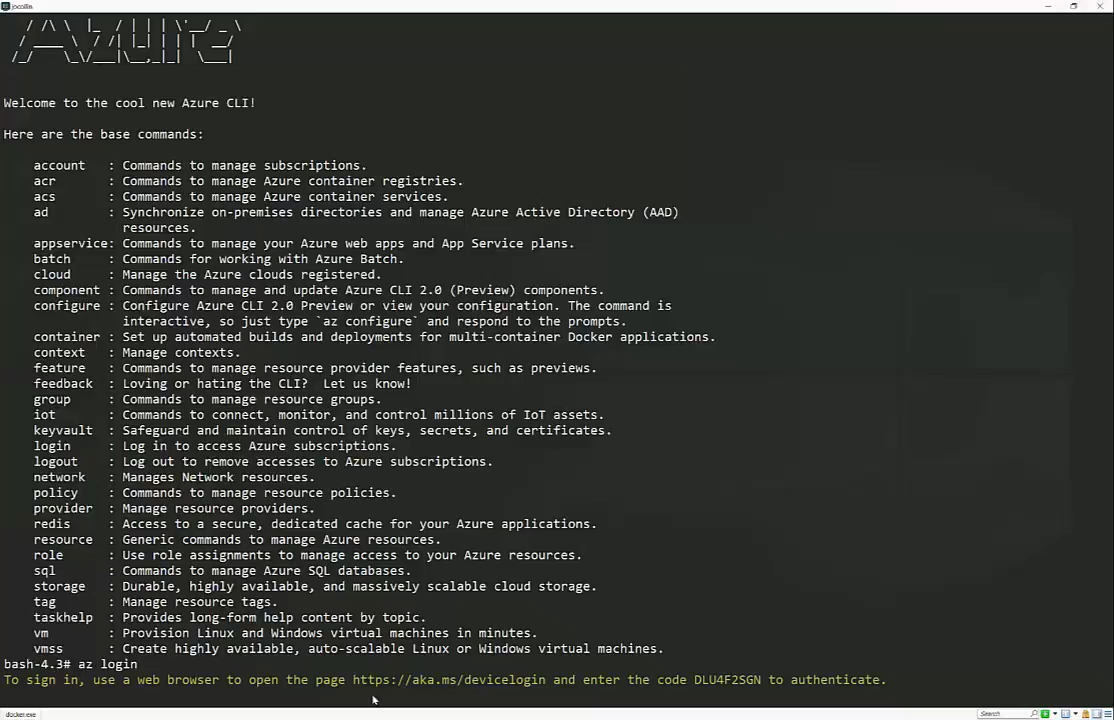 jocollin
Welcome to the cool new Azure CLI!
Here are the base commands:
account   : Commands to manage subscriptions.
acr       : Commands to manage Azure container registries.
acs       : Commands to manage Azure container services.
ad        : Synchronize on-premises directories and manage Azure Active Directory (AAD)
resources.
appservice: Commands to manage your Azure web apps and App Service plans.
batch     : Commands for working with Azure Batch.
cloud     : Manage the Azure clouds registered.
component : Commands to manage and update Azure CLI 2.0 (Preview) components.
configure : Configure Azure CLI 2.0 Preview or view your configuration. The command is
interactive, so just type `az configure` and respond to the prompts.
container : Set up automated builds and deployments for multi-container Docker applications.
context   : Manage contexts.
feature   : Commands to manage resource provider features, such as previews.
feedback  : Loving or hating the CLI?  Let us know!
group     : Commands to manage resource groups.
iot       : Commands to connect, monitor, and control millions of IoT assets.
keyvault  : Safeguard and maintain control of keys, secrets, and certificates.
login     : Log in to access Azure subscriptions.
logout    : Log out to remove accesses to Azure subscriptions.
network   : Manages Network resources.
policy    : Commands to manage resource policies.
provider  : Manage resource providers.
redis     : Access to a secure, dedicated cache for your Azure applications.
resource  : Generic commands to manage Azure resources.
role      : Use role assignments to manage access to your Azure resources.
sql       : Commands to manage Azure SQL databases.
storage   : Durable, highly available, and massively scalable cloud storage.
tag       : Manage resource tags.
taskhelp  : Provides long-form help content by topic.
vm        : Provision Linux and Windows virtual machines in minutes.
vmss      : Create highly available, auto-scalable Linux or Windows virtual machines.
bash-4.3# az login
To sign in, use a web browser to open the page https://aka.ms/devicelogin and enter the code DLU4F2SGN to authenticate.
docker.exe
Search